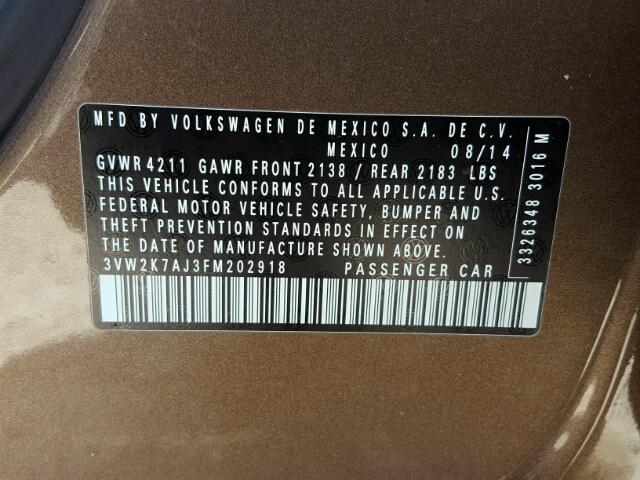 MFD BY VOLKSWAGEN DE MEXICO S.A. DE C.V.
MEXICO 08/14
GVWR 4211 GAWR FRONT 2138 / REAR 2183 LBS
THIS VEHICLE CONFORMS TO ALL APPLICABLE U.S.
FEDERAL MOTOR VEHICLE SAFETY, BUMPER AND
THEFT PREVENTION STANDARDS IN EFFECT ON
THE DATE OF MANUFACTURE SHOWN ABOVE.
3VW2K7AJ3FM202918 PASSENGER CAR
3326348 3016 M